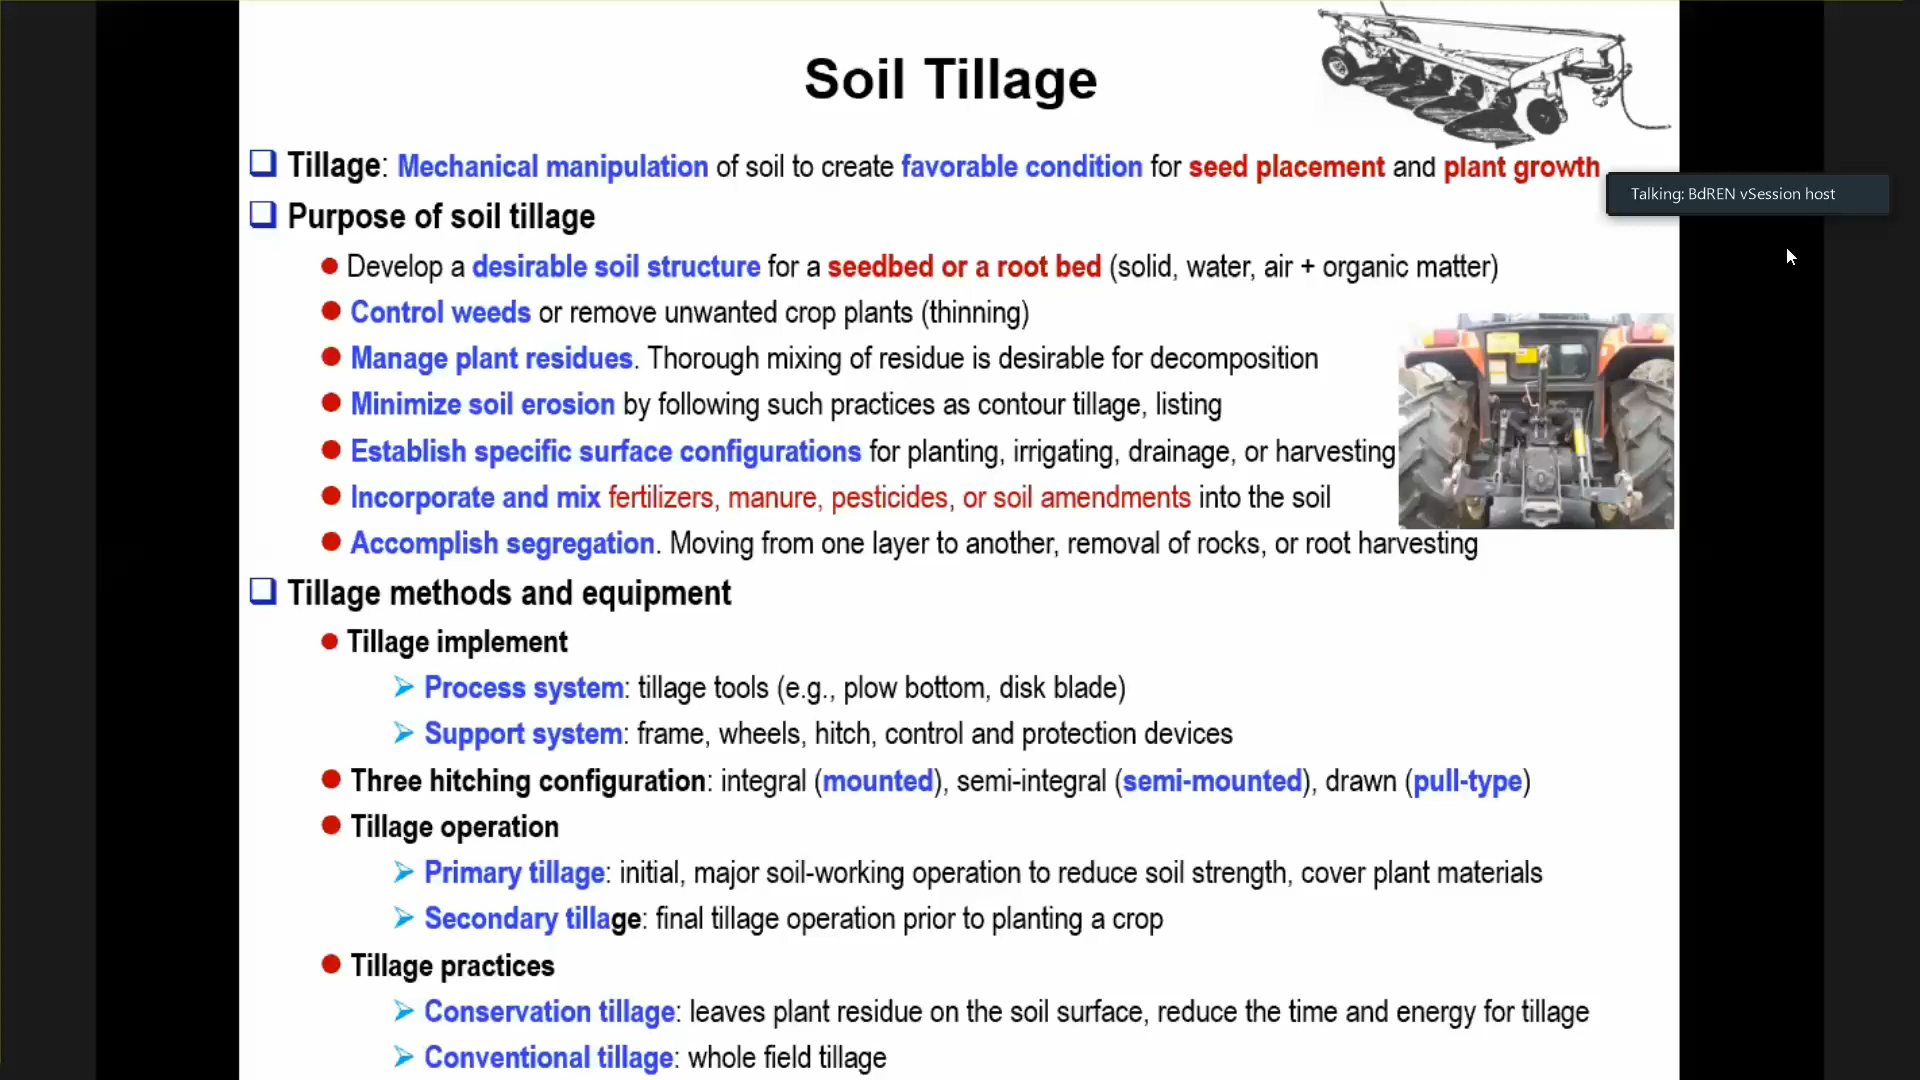 Soil Tillage
Tillage: Mechanical manipulation of soil to create favorable condition for seed placement and plant growth
Talking: BdREN vSession host
Purpose of soil tillage
Develop a desirable soil structure for a seedbed or a root bed (solid, water, air + organic matter)
Control weeds or remove unwanted crop plants (thinning)
Manage plant residues. Thorough mixing of residue is desirable for decomposition
Minimize soil erosion by following such practices as contour tillage, listing
Establish specific surface configurations for planting, irrigating, drainage, or harvesting
Incorporate and mix fertilizers, manure, pesticides, or soil amendments into the soil
Accomplish segregation. Moving from one layer to another, removal of rocks, or root harvesting
Tillage methods and equipment
Tillage implement
Process system: tillage tools (e.g., plow bottom, disk blade)
Support system: frame, wheels, hitch, control and protection devices
Three hitching configuration: integral (mounted), semi-integral (semi-mounted), drawn (pull-type)
Tillage operation
Primary tillage: initial, major soil-working operation to reduce soil strength, cover plant materials
Secondary tillage: final tillage operation prior to planting a crop
Tillage practices
Conservation tillage: leaves plant residue on the soil surface, reduce the time and energy for tillage
Conventional tillage: whole field tillage